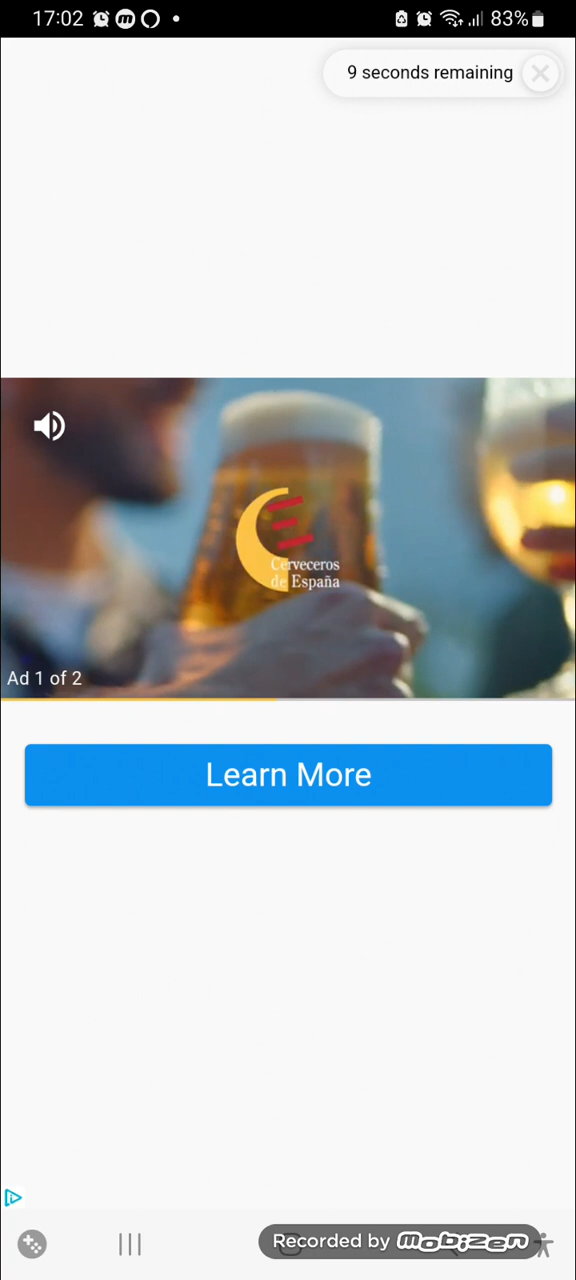 17:02
83%
9 seconds remaining
Cerveceros
de España
Ad 1 of 2
Learn More
Recorded by mobizen